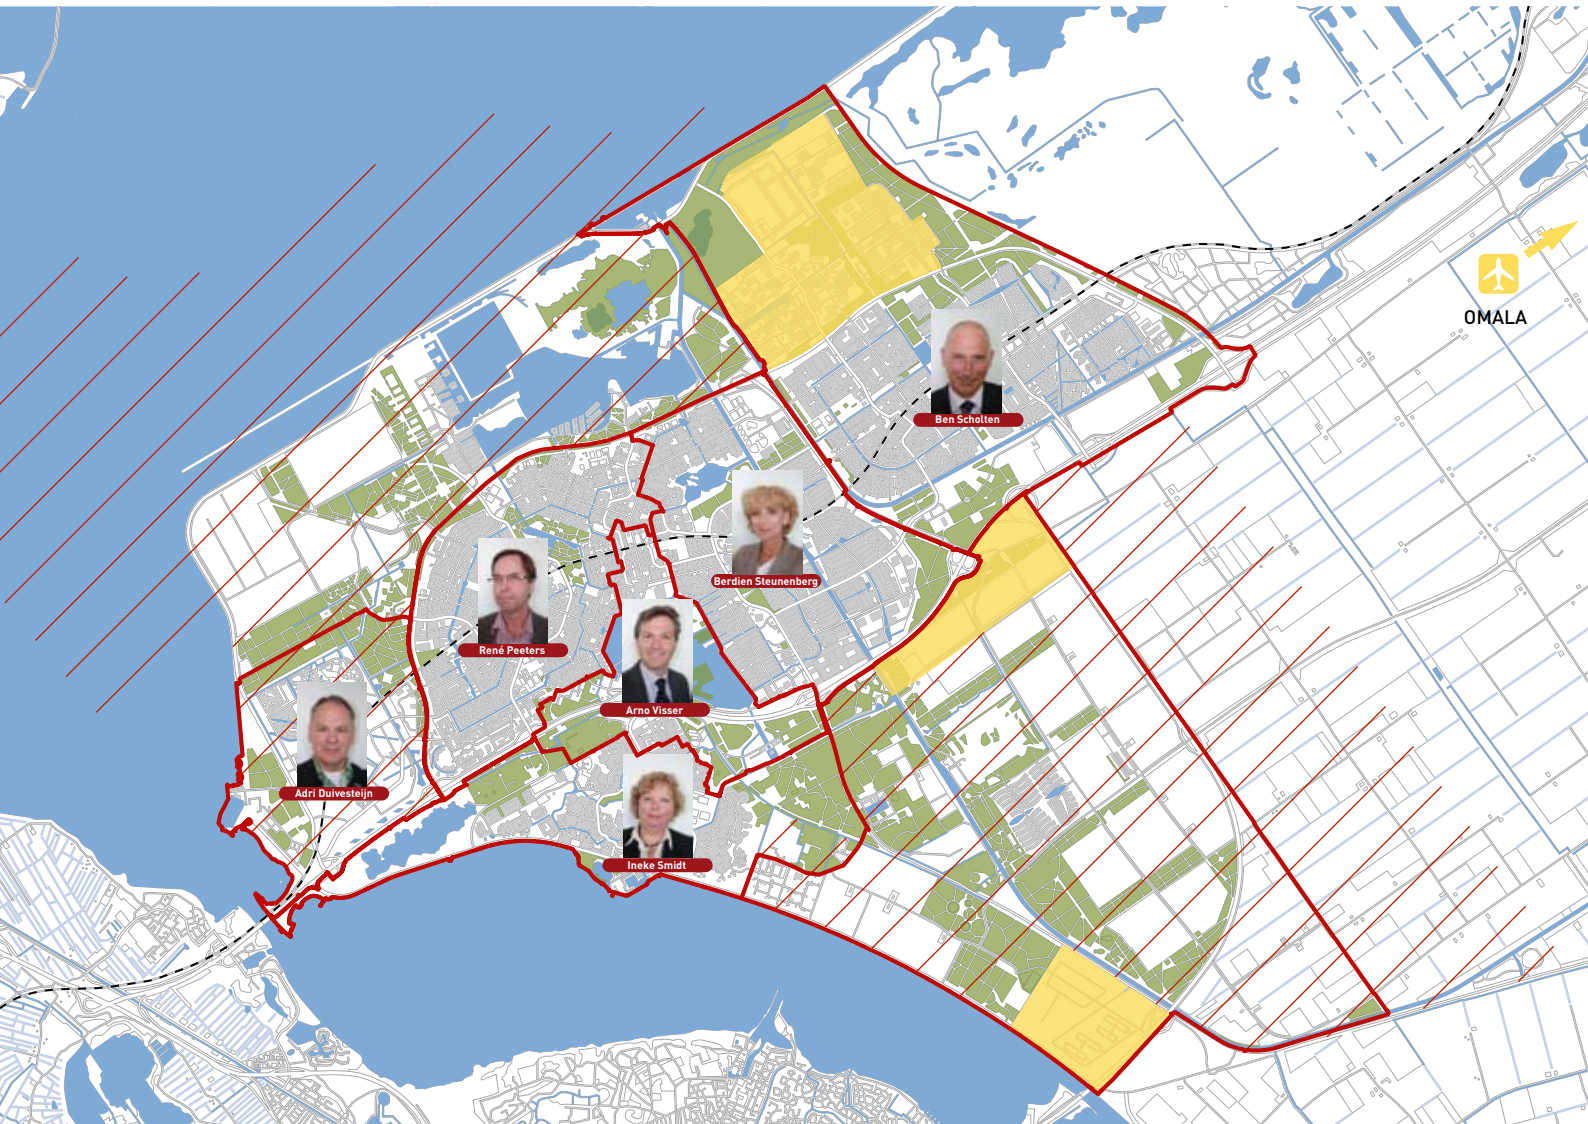 OMALA
Ben Scholten
Berdien Steunenberg
René Peeters
Arno Visser
Adri Duivesteijn
Ineke Smidt